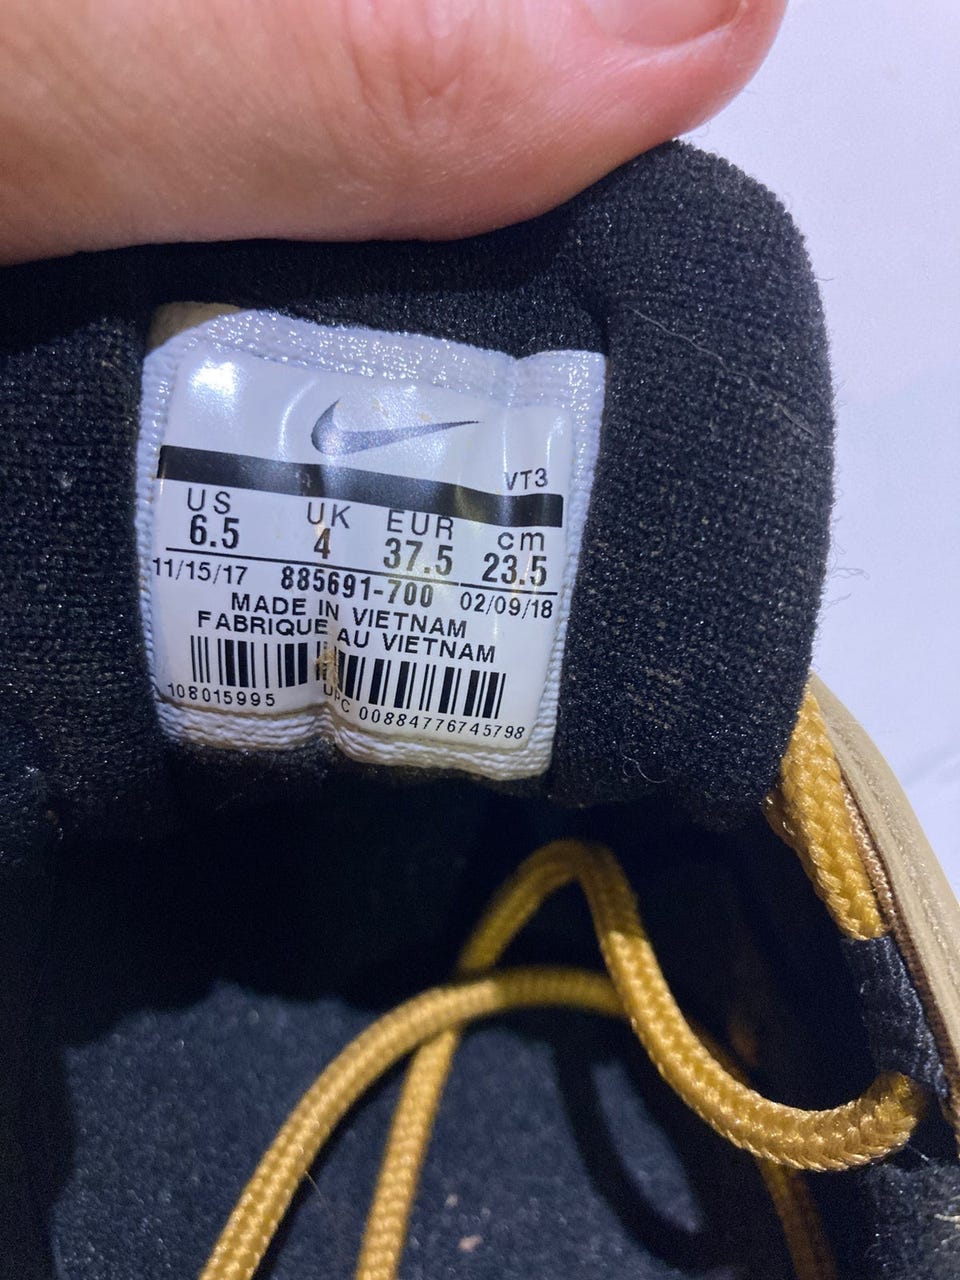 VT3
US UK EUR cm
6.5 4 37.5 23.5
11/15/17 885691-700 02/09/18
MADE IN VIETNAM
FABRIQUE AU VIETNAM
108015995 UPC 00884776745798